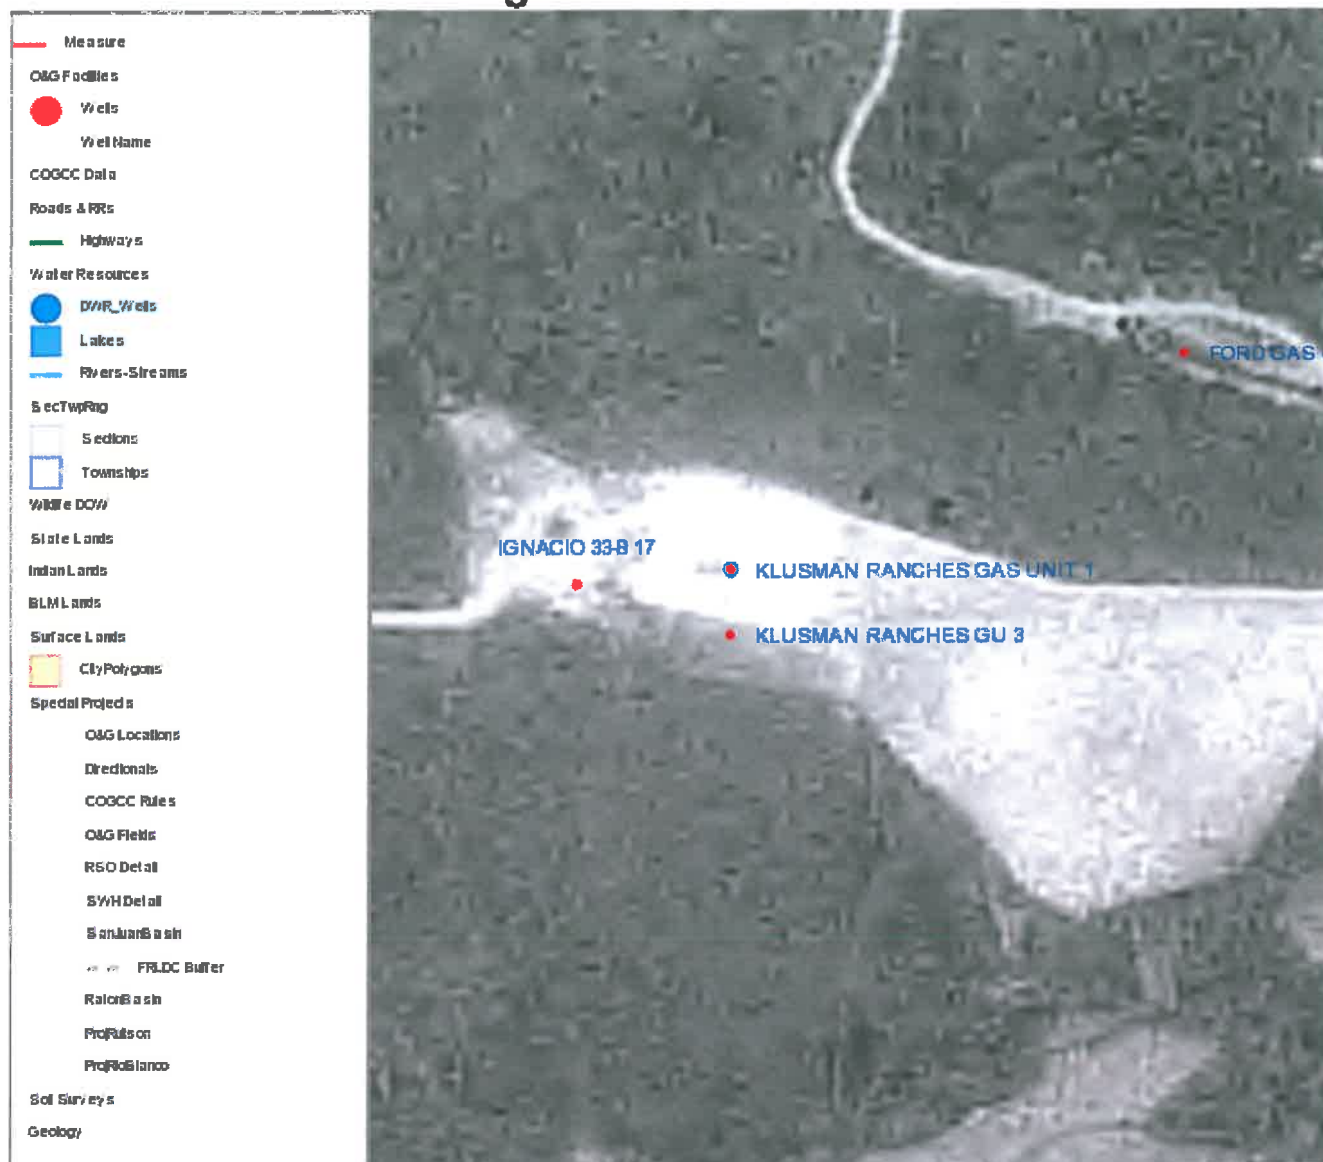 Measure
O&G Facilities
Wells
Well Name
COGCC Data
Roads & RRs
Highways
Water Resources
DWR_Wells
Lakes
Rivers-Streams
SecTwpRng
Sections
Townships
Wildlife DOW
State Lands
Indian Lands
BLM Lands
Surface Lands
CityPolygons
Special Projects
O&G Locations
Directionals
COGCC Rules
O&G Fields
RSO Detail
SWH Detail
SanJuanBasin
FRLDC Buffer
RatonBasin
ProjRulison
ProjRioBlanco
Soil Surveys
Geology
FORD GAS
IGNACIO 33-8 17
KLUSMAN RANCHES GAS UNIT 1
KLUSMAN RANCHES GU 3